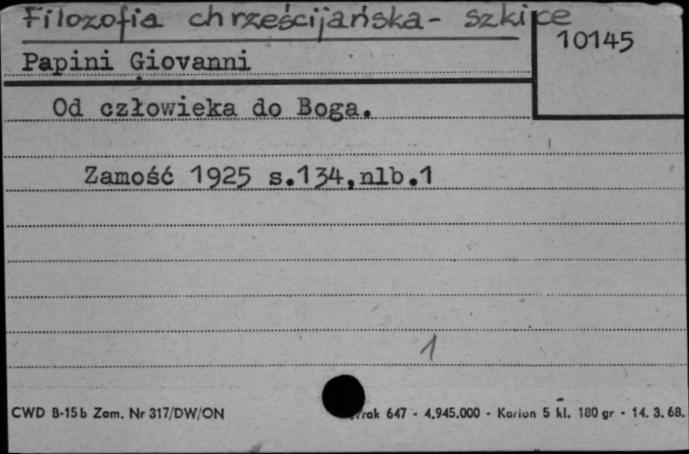 Filozofia chrześcijańska - szkice
10145
Papini Giovanni
Od człowieka do Boga.
Zamość 1925 s.134,nlb.1
1
CWD B-15b Zam. Nr 317/DW/ON 647 - 4.945.000 - Karton 5 kl. 180 gr - 14. 3. 68.